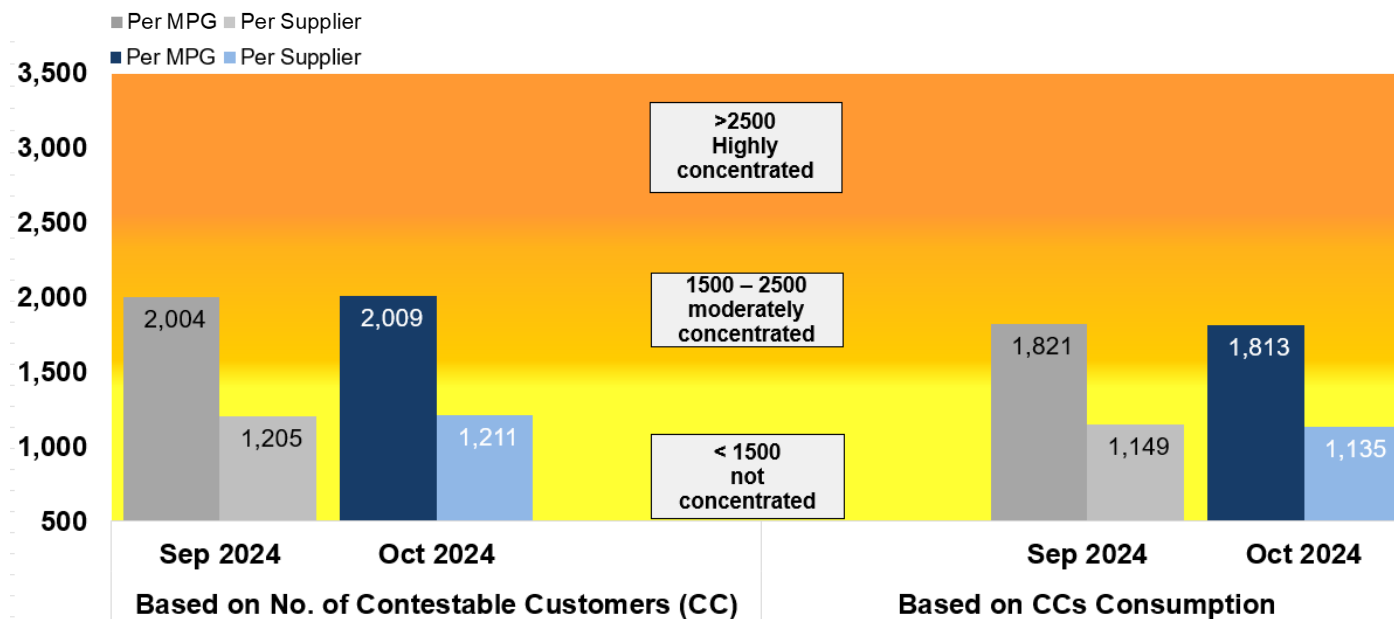 Per MPG Per Supplier
Per MPG Per Supplier
3,500
3,000
2,500
2,000
1,500
1,000
500
>2500
Highly
concentrated
1500 – 2500
moderately
concentrated
< 1500
not
concentrated
2,004
1,205
2,009
1,211
1,821
1,149
1,813
1,135
Sep 2024 Oct 2024 Sep 2024 Oct 2024
Based on No. of Contestable Customers (CC) Based on CCs Consumption